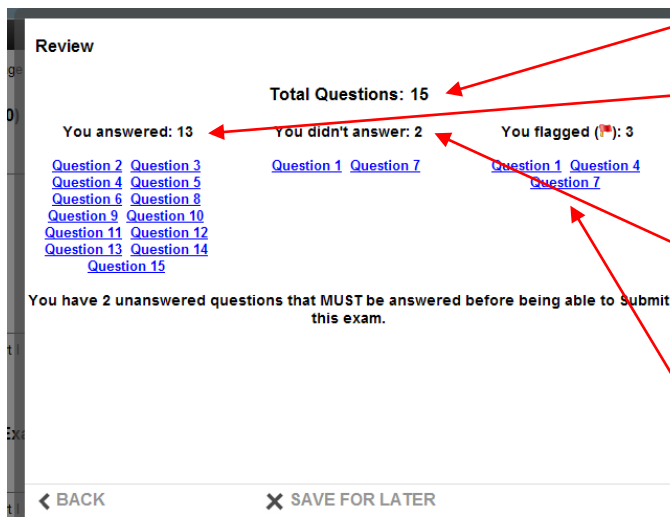 Review
Total Questions: 15
You answered: 13
You didn't answer: 2
You flagged ( ): 3
Question 2 Question 3
Question 4 Question 5
Question 6 Question 8
Question 9 Question 10
Question 11 Question 12
Question 13 Question 14
Question 15
Question 1 Question 7
Question 1 Question 4
Question 7
You have 2 unanswered questions that MUST be answered before being able to Submit
this exam.
BACK
SAVE FOR LATER
ge
0)
t I
Exa
t I